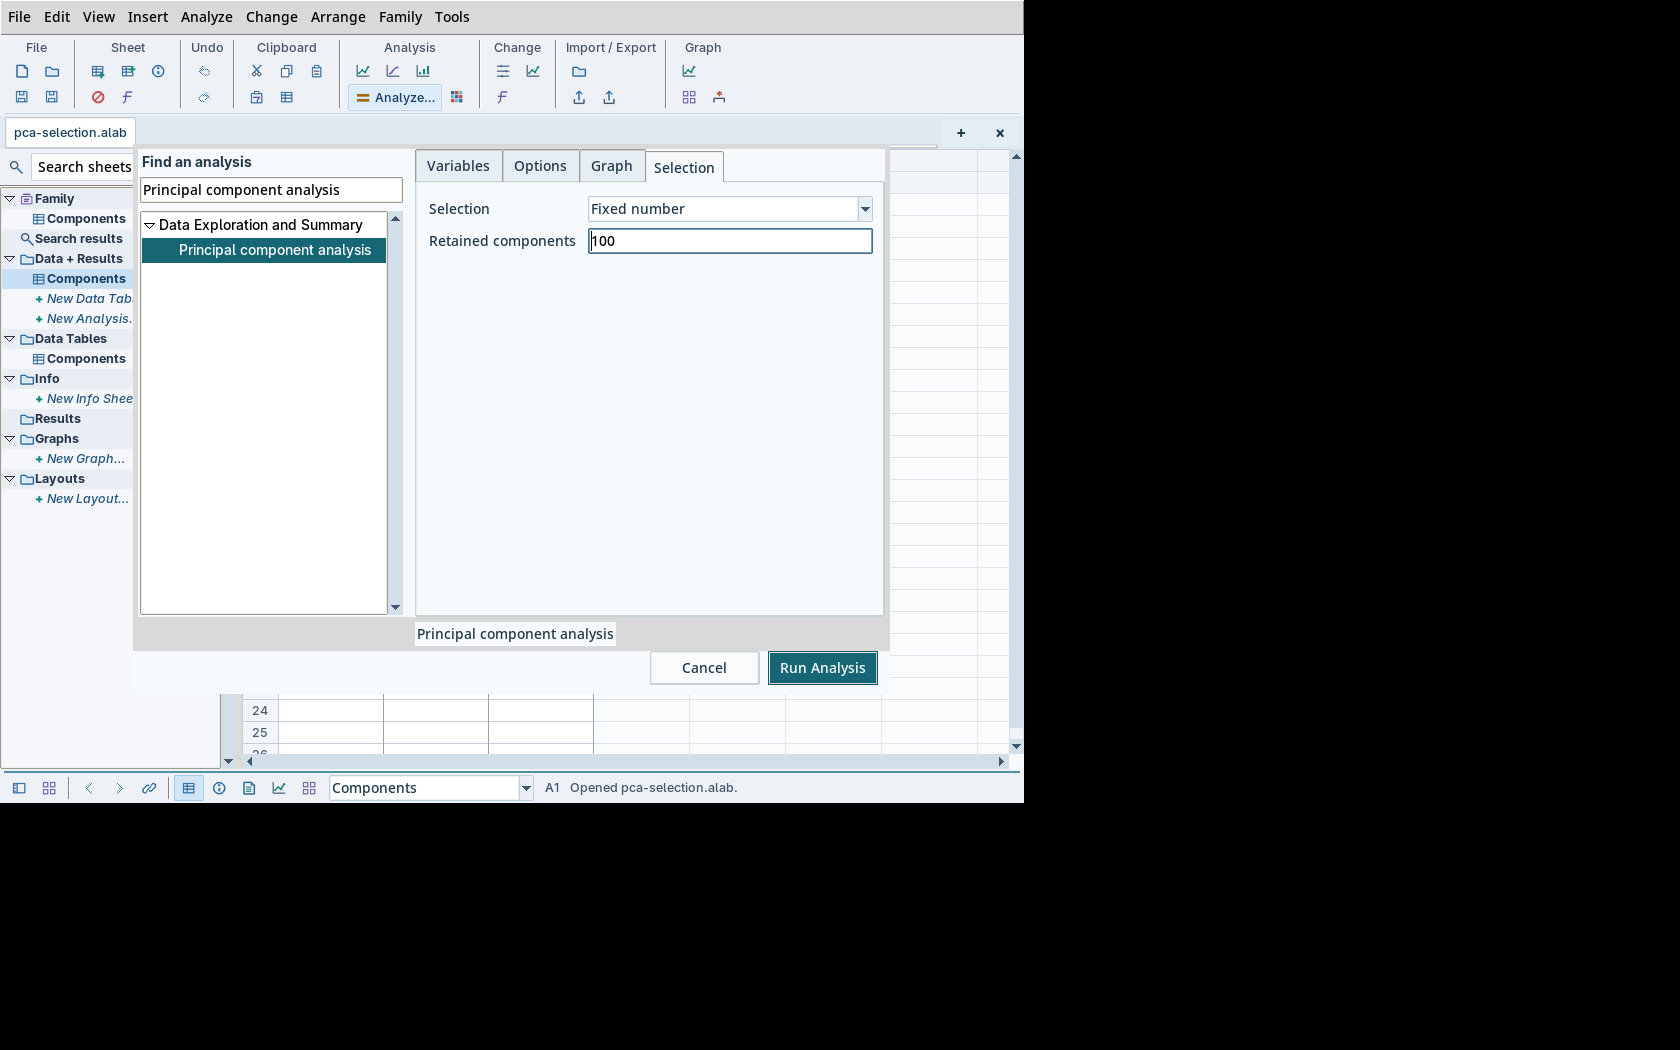 File Edit View Insert Analyze Change Arrange Family Tools
File Sheet Undo Clipboard Analysis Change Import / Export Graph
Analyze...
pca-selection.alab
+ ×
Search sheets
Family
Components
Search results
Data + Results
Components
New Data Tab
New Analysis.
Data Tables
Components
Info
New Info Shee
Results
Graphs
New Graph...
Layouts
New Layout...
Find an analysis
Principal component analysis
Data Exploration and Summary
Principal component analysis
Variables Options Graph Selection
Selection Fixed number
Retained components 100
Principal component analysis
Cancel Run Analysis
24
25
Components A1 Opened pca-selection.alab.